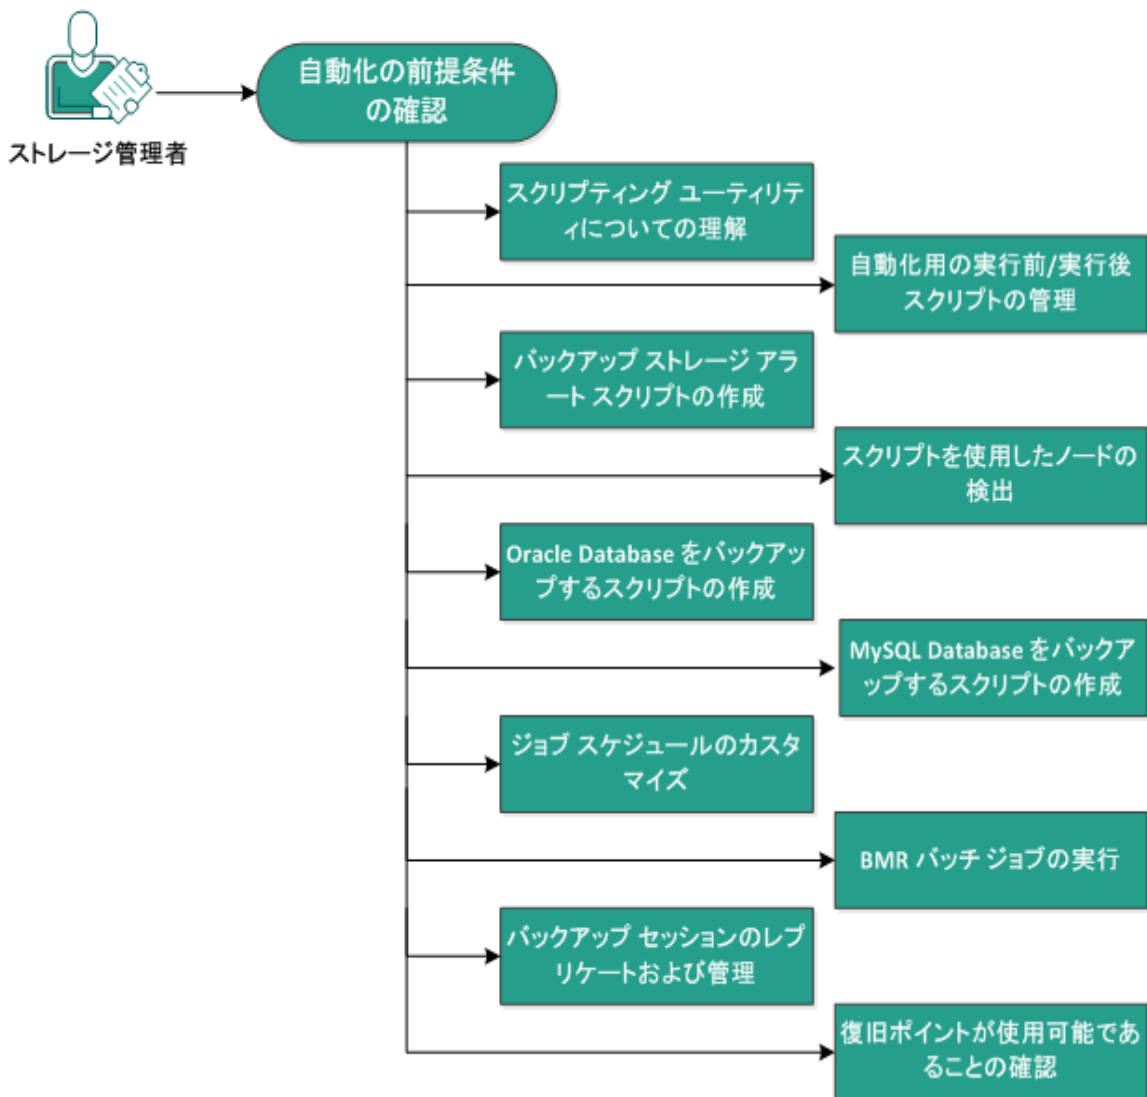 自動化の前提条件
の確認
ストレージ管理者
スクリプティング ユーティリテ
ィについての理解
自動化用の実行前/実行後
スクリプトの管理
バックアップ ストレージ アラ
ート スクリプトの作成
スクリプトを使用したノードの
検出
Oracle Database をバックアッ
プするスクリプトの作成
MySQL Database をバックア
ップするスクリプトの作成
ジョブ スケジュールのカスタ
マイズ
BMR バッチ ジョブの実行
バックアップ セッションのレプ
リケートおよび管理
復旧ポイントが使用可能であ
ることの確認